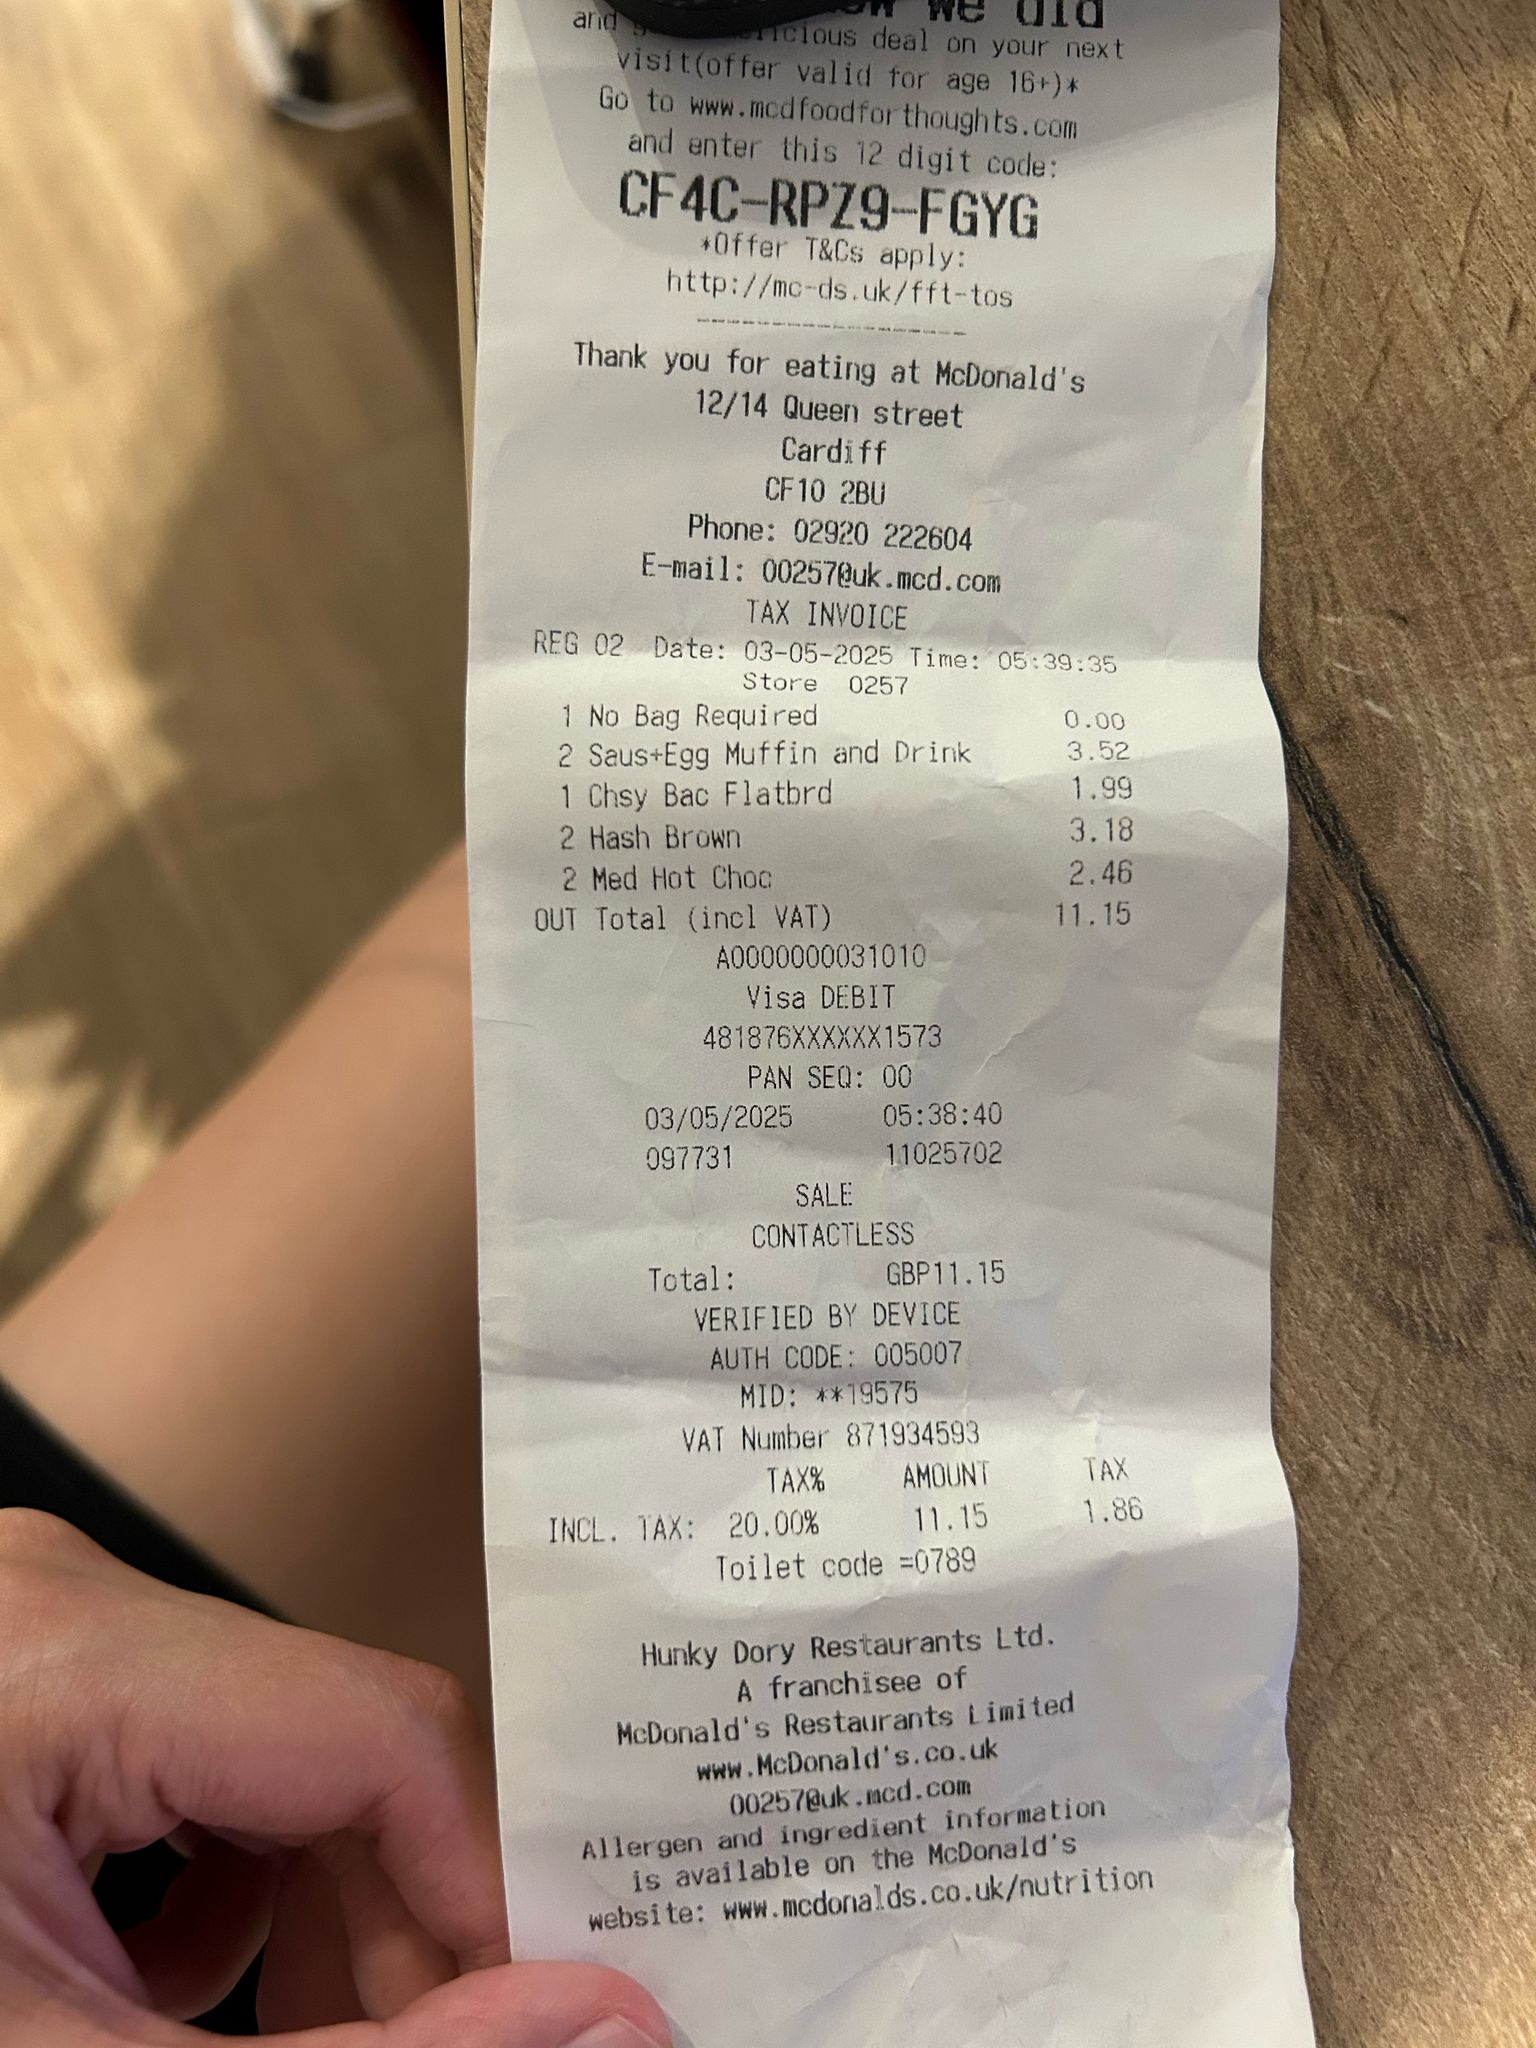 we did
and deal on your next
visit(offer valid for age 16+)*
Go to www.mcdfoodforthoughts.com
and enter this 12 digit code:
CF4C-RPZ9-FGYG
*Offer T&Cs apply:
http://mc-ds.uk/fft-tos
Thank you for eating at McDonald's
12/14 Queen street
Cardiff
CF10 2BU
Phone: 02920 222604
E-mail: 00257@uk.mcd.com
TAX INVOICE
REG 02 Date: 03-05-2025 Time: 05:39:35
Store 0257
1 No Bag Required 0.00
2 Saus+Egg Muffin and Drink 3.52
1 Chsy Bac Flatbrd 1.99
2 Hash Brown 3.18
2 Med Hot Choc 2.46
OUT Total (incl VAT) 11.15
A0000000031010
Visa DEBIT
481876XXXXXX1573
PAN SEQ: 00
03/05/2025 05:38:40
097731 11025702
SALE
CONTACTLESS
Total: GBP11.15
VERIFIED BY DEVICE
AUTH CODE: 005007
MID: **19575
VAT Number 871934593
TAX% AMOUNT TAX
INCL. TAX: 20.00% 11.15 1.86
Toilet code =0789
Hunky Dory Restaurants Ltd.
A franchisee of
McDonald's Restaurants Limited
www.McDonald's.co.uk
00257@uk.mcd.com
Allergen and ingredient information
is available on the McDonald's
website: www.mcdonalds.co.uk/nutrition